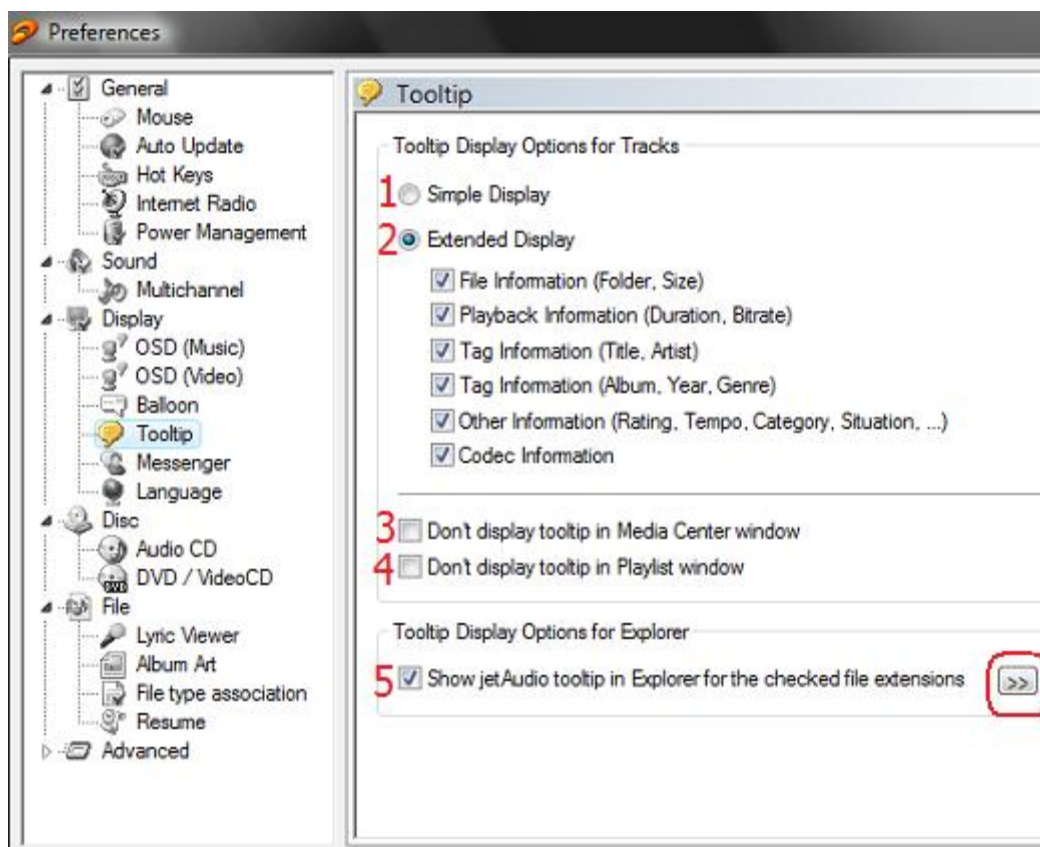 Preferences
General
Mouse
Auto Update
Hot Keys
Internet Radio
Power Management
Sound
Multichannel
Display
OSD (Music)
OSD (Video)
Balloon
Tooltip
Messenger
Language
Disc
Audio CD
DVD / VideoCD
File
Lyric Viewer
Album Art
File type association
Resume
Advanced
Tooltip
Tooltip Display Options for Tracks
1 Simple Display
2 Extended Display
File Information (Folder, Size)
Playback Information (Duration, Bitrate)
Tag Information (Title, Artist)
Tag Information (Album, Year, Genre)
Other Information (Rating, Tempo, Category, Situation, ...)
Codec Information
3 Don't display tooltip in Media Center window
4 Don't display tooltip in Playlist window
Tooltip Display Options for Explorer
5 Show jetAudio tooltip in Explorer for the checked file extensions >>